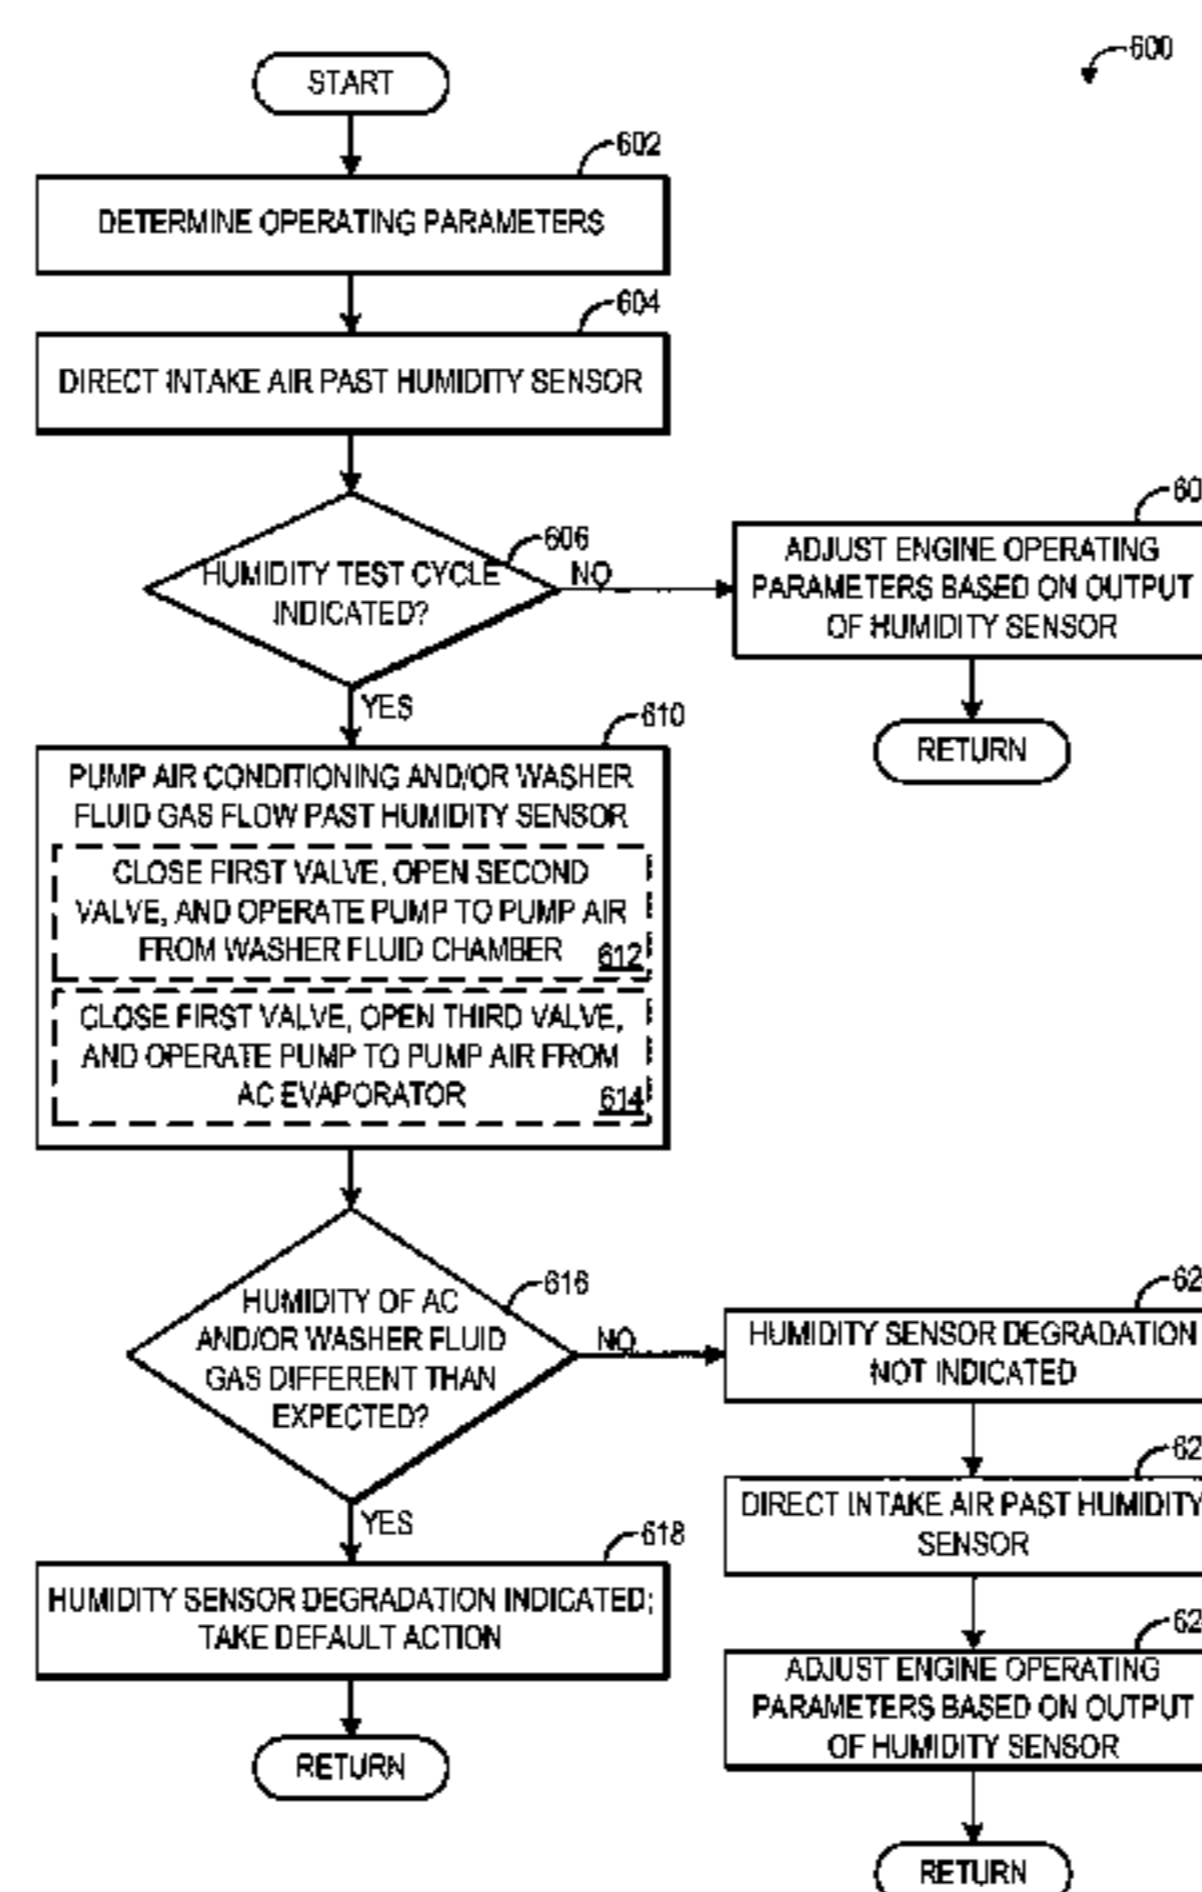 600
START
602
DETERMINE OPERATING PARAMETERS
604
DIRECT INTAKE AIR PAST HUMIDITY SENSOR
606
HUMIDITY TEST CYCLE
INDICATED?
NO
60
ADJUST ENGINE OPERATING
PARAMETERS BASED ON OUTPUT
OF HUMIDITY SENSOR
RETURN
YES
610
PUMP AIR CONDITIONING AND/OR WASHER
FLUID GAS FLOW PAST HUMIDITY SENSOR
CLOSE FIRST VALVE, OPEN SECOND
VALVE, AND OPERATE PUMP TO PUMP AIR
FROM WASHER FLUID CHAMBER
612
CLOSE FIRST VALVE, OPEN THIRD VALVE,
AND OPERATE PUMP TO PUMP AIR FROM
AC EVAPORATOR
614
616
HUMIDITY OF AC
AND/OR WASHER FLUID
GAS DIFFERENT THAN
EXPECTED?
NO
62
HUMIDITY SENSOR DEGRADATION
NOT INDICATED
62
DIRECT INTAKE AIR PAST HUMIDITY
SENSOR
62
ADJUST ENGINE OPERATING
PARAMETERS BASED ON OUTPUT
OF HUMIDITY SENSOR
RETURN
YES
618
HUMIDITY SENSOR DEGRADATION INDICATED;
TAKE DEFAULT ACTION
RETURN